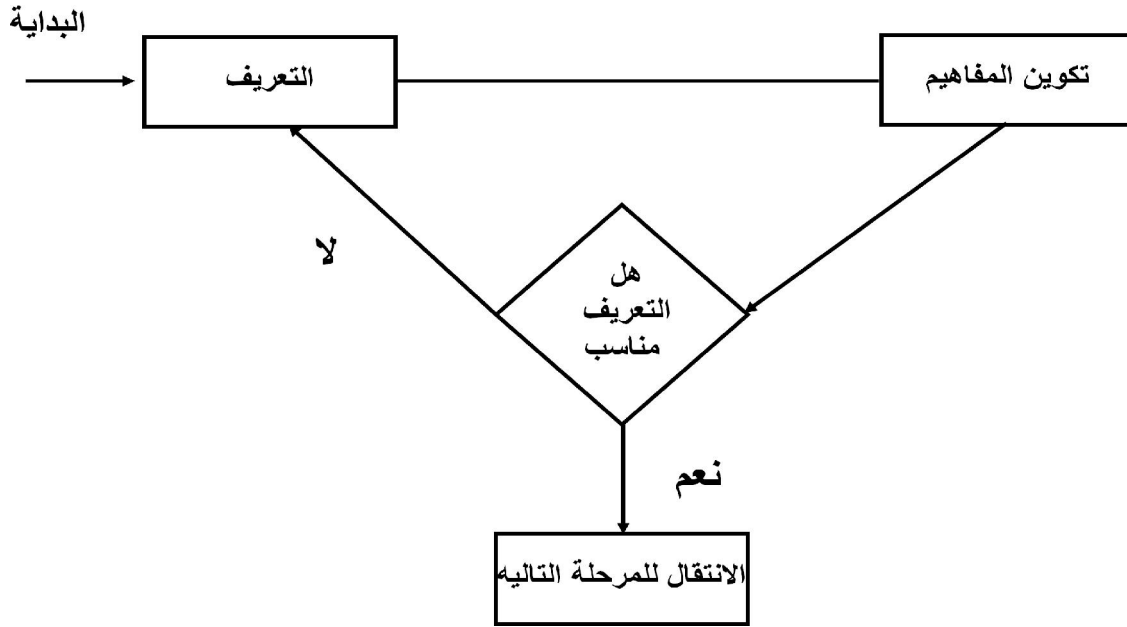 البداية
التعريف
تكوين المفاهيم
لا
هل
التعريف
مناسب
نعم
الانتقال للمرحلة التاليه